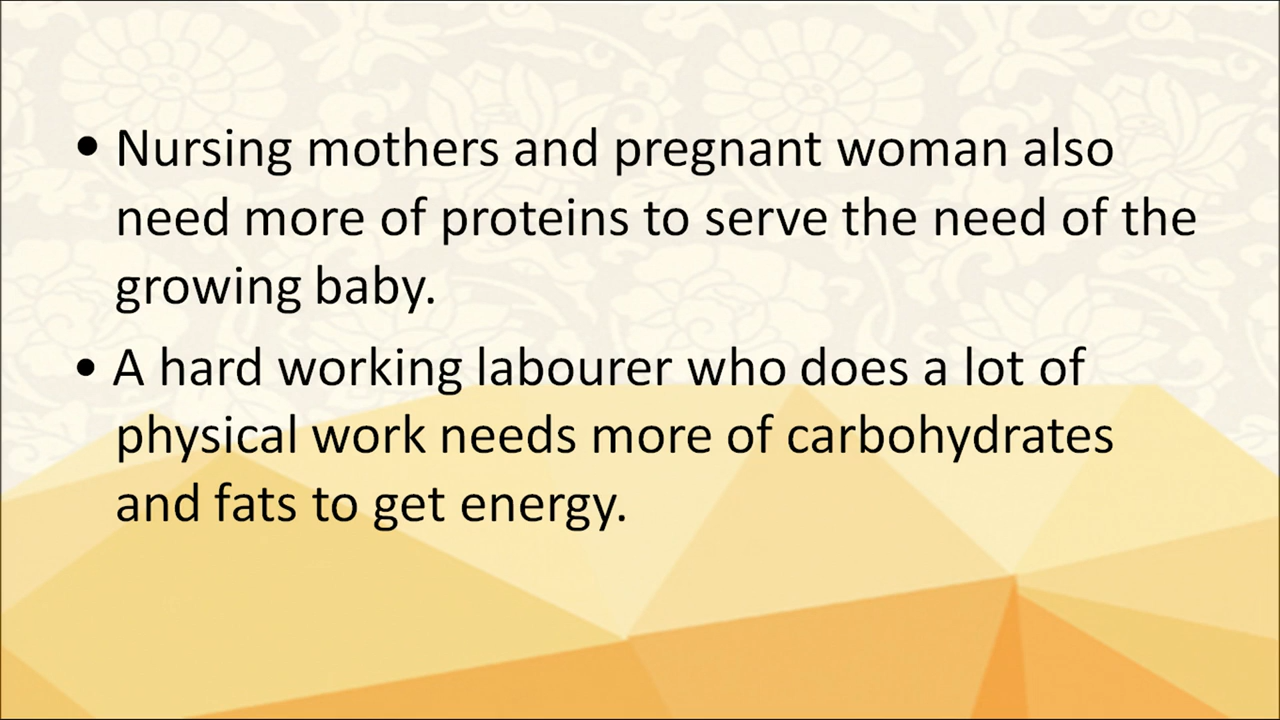 • Nursing mothers and pregnant woman also
need more of proteins to serve the need of the
growing baby.
• A hard working labourer who does a lot of
physical work needs more of carbohydrates
and fats to get energy.